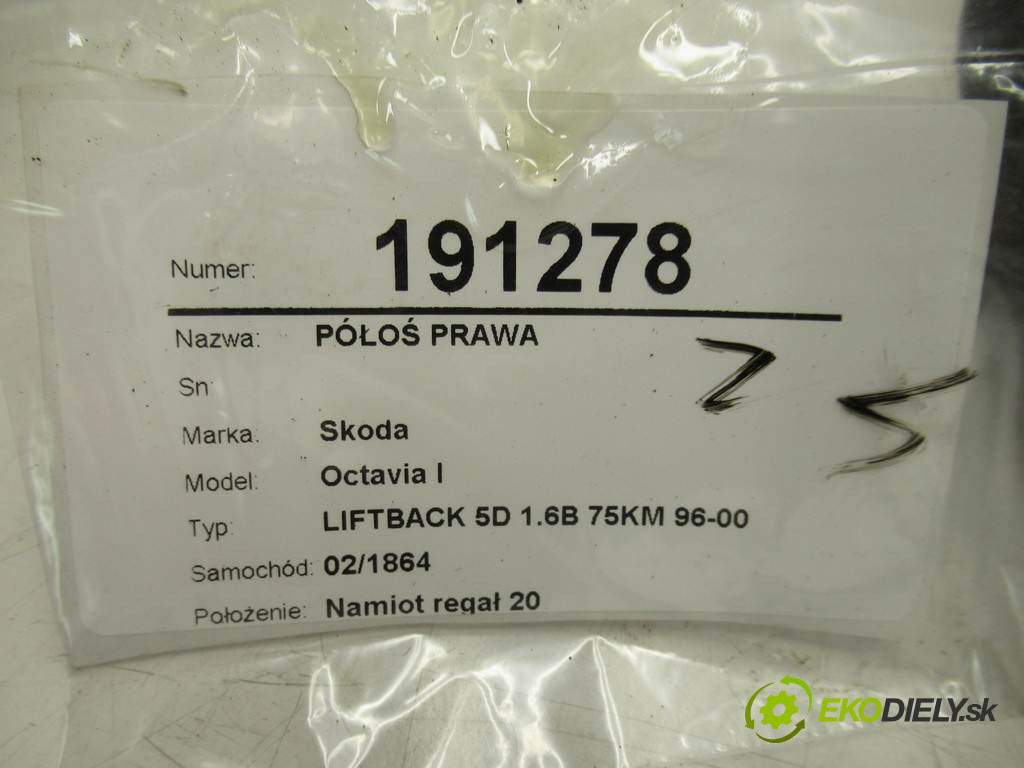 Numer: 191278
Nazwa: PÓŁOŚ PRAWA
Sn:
Marka: Skoda
Model: Octavia I
Typ: LIFTBACK 5D 1.6B 75KM 96-00
Samochód: 02/1864
Położenie: Namiot regał 20
EKODIELY.sk